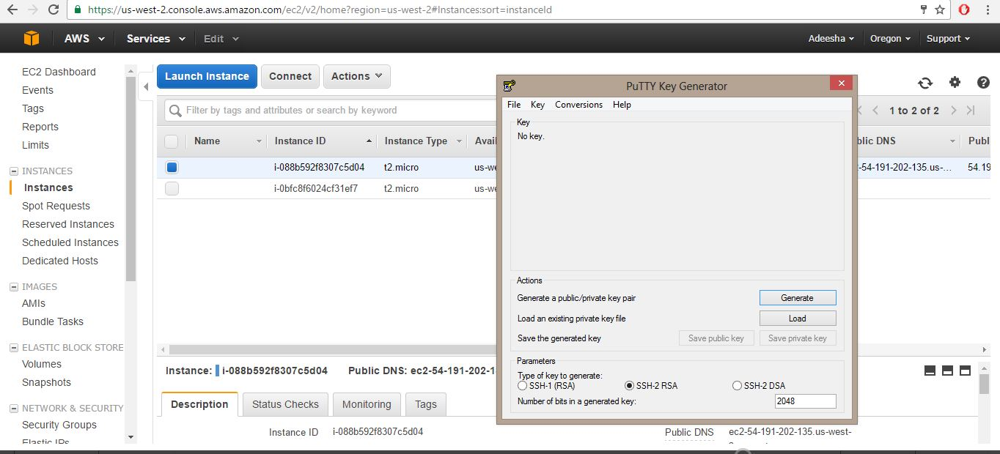 https://us-west-2.console.aws.amazon.com/ec2/v2/home?region=us-west-2#Instances:sort=instanceId
AWS Services Edit Adeesha Oregon Support
EC2 Dashboard
Events
Tags
Reports
Limits
INSTANCES
Instances
Spot Requests
Reserved Instances
Scheduled Instances
Dedicated Hosts
IMAGES
AMIs
Bundle Tasks
ELASTIC BLOCK STORE
Volumes
Snapshots
NETWORK & SECURITY
Security Groups
Elastic IPs
Launch Instance Connect Actions
Filter by tags and attributes or search by keyword
1 to 2 of 2
Name Instance ID Instance Type Avai blic DNS Publ
i-088b592f8307c5d04 t2.micro us-we -54-191-202-135.us-... 54.19
i-0bfc8f6024cf31ef7 t2.micro us-we
Instance: i-088b592f8307c5d04 Public DNS: ec2-54-191-202-1
Description Status Checks Monitoring Tags
Instance ID i-088b592f8307c5d04 Public DNS ec2-54-191-202-135.us-west-
PuTTY Key Generator
File Key Conversions Help
Key
No key.
Actions
Generate a public/private key pair Generate
Load an existing private key file Load
Save the generated key Save public key Save private key
Parameters
Type of key to generate:
SSH-1 (RSA) SSH-2 RSA SSH-2 DSA
Number of bits in a generated key: 2048